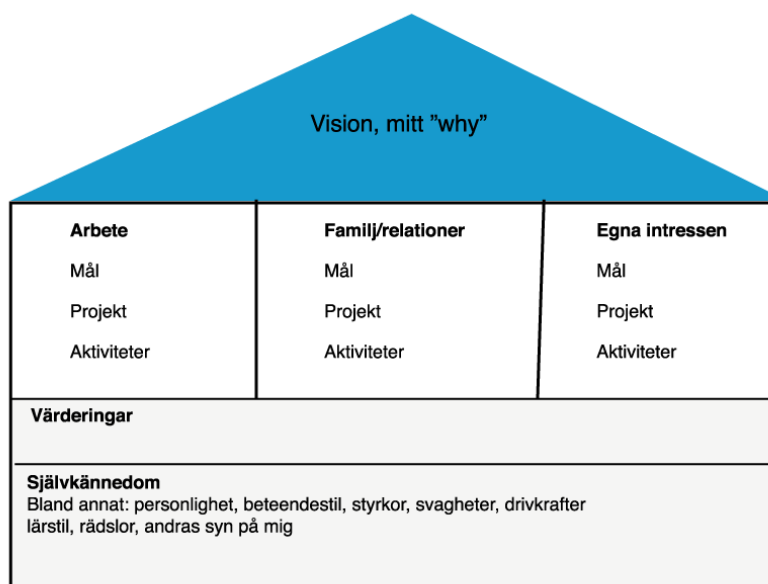 Vision, mitt ”why”
Arbete
Mål
Projekt
Aktiviteter
Familj/relationer
Mål
Projekt
Aktiviteter
Egna intressen
Mål
Projekt
Aktiviteter
Värderingar
Självkännedom
Bland annat: personlighet, beteendestil, styrkor, svagheter, drivkrafter
lärstil, rädslor, andras syn på mig